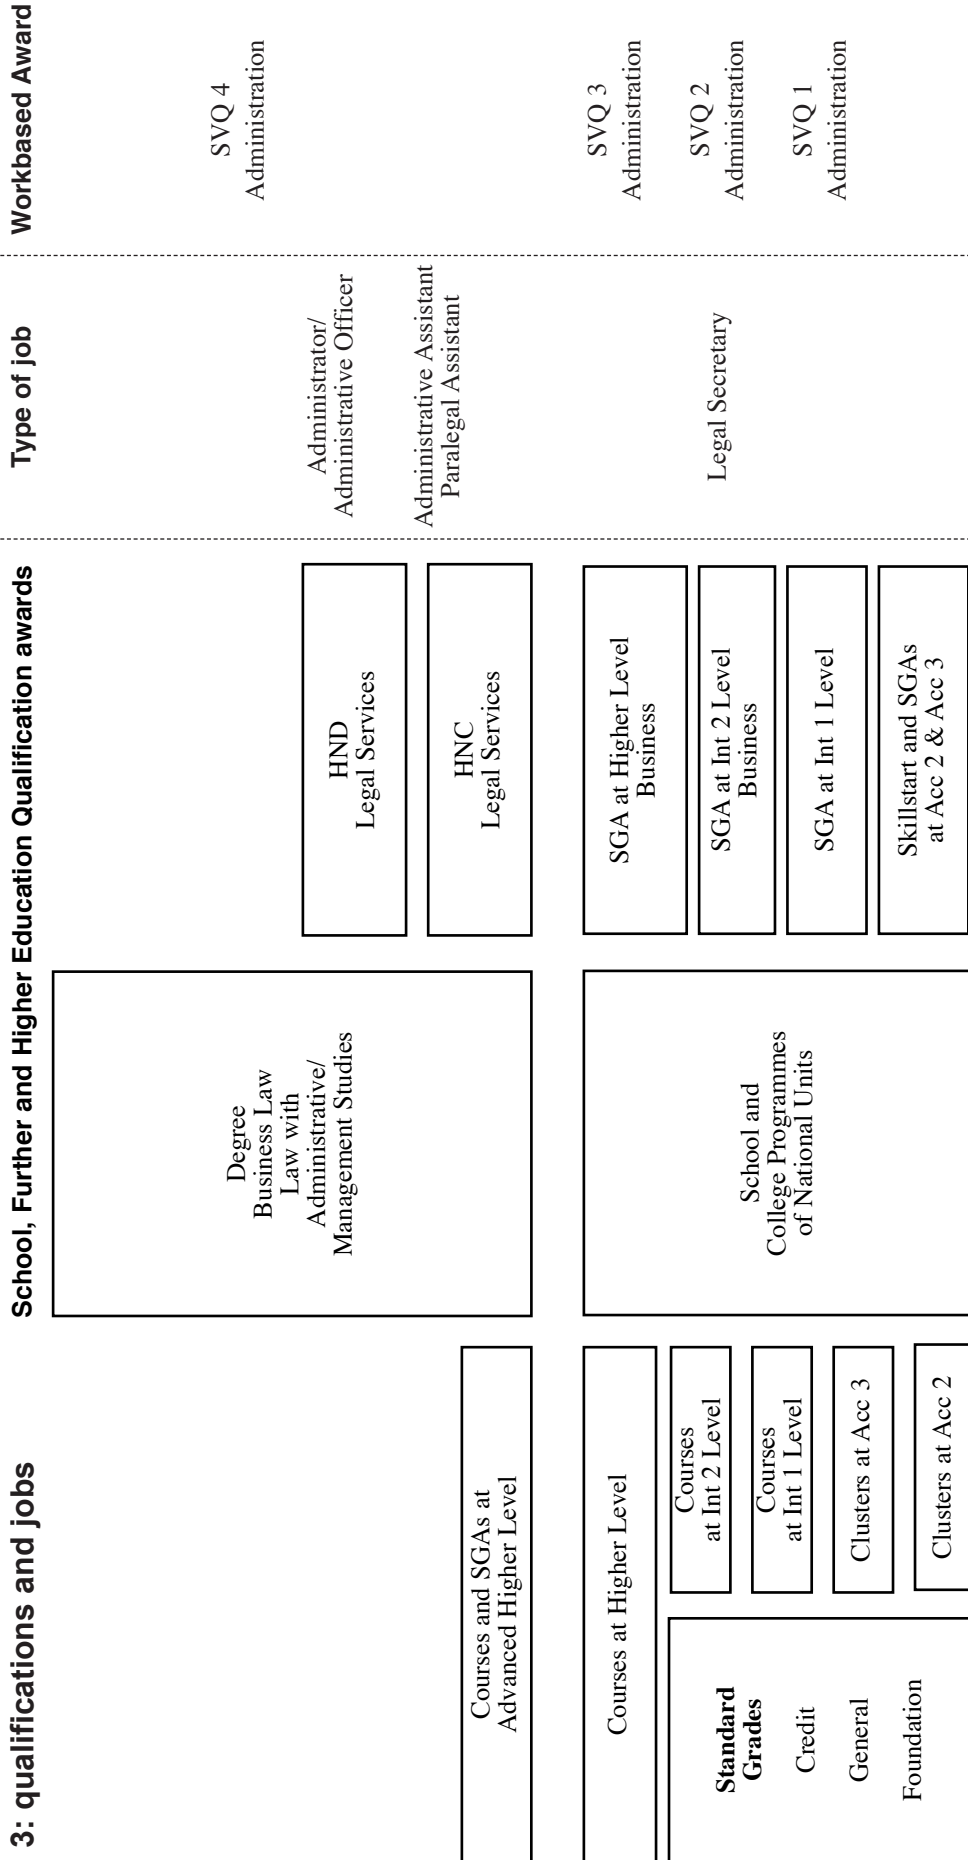 3: qualifications and jobs
School, Further and Higher Education Qualification awards
Type of job
Workbased Award
Courses and SGAs at
Advanced Higher Level
Courses at Higher Level
Standard
Grades
Credit
General
Foundation
Courses
at Int 2 Level
Courses
at Int 1 Level
Clusters at Acc 3
Clusters at Acc 2
Degree
Business Law
Law with
Administrative/
Management Studies
School and
College Programmes
of National Units
HND
Legal Services
HNC
Legal Services
SGA at Higher Level
Business
SGA at Int 2 Level
Business
SGA at Int 1 Level
Skillstart and SGAs
at Acc 2 & Acc 3
Administrator/
Administrative Officer
Administrative Assistant
Paralegal Assistant
Legal Secretary
SVQ 4
Administration
SVQ 3
Administration
SVQ 2
Administration
SVQ 1
Administration